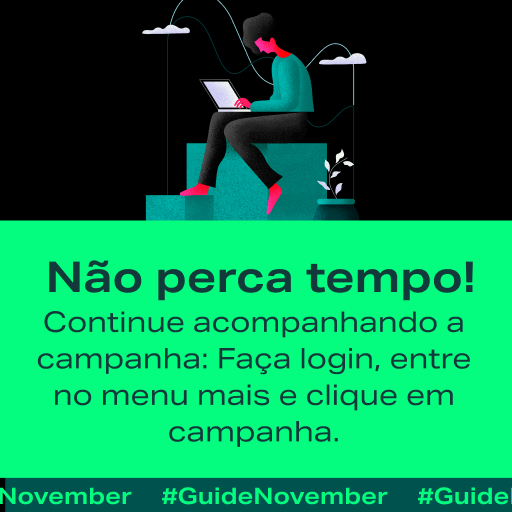 Não perca tempo!
Continue acompanhando a
campanha: Faça login, entre
no menu mais e clique em
campanha.
November #GuideNovember #Guide